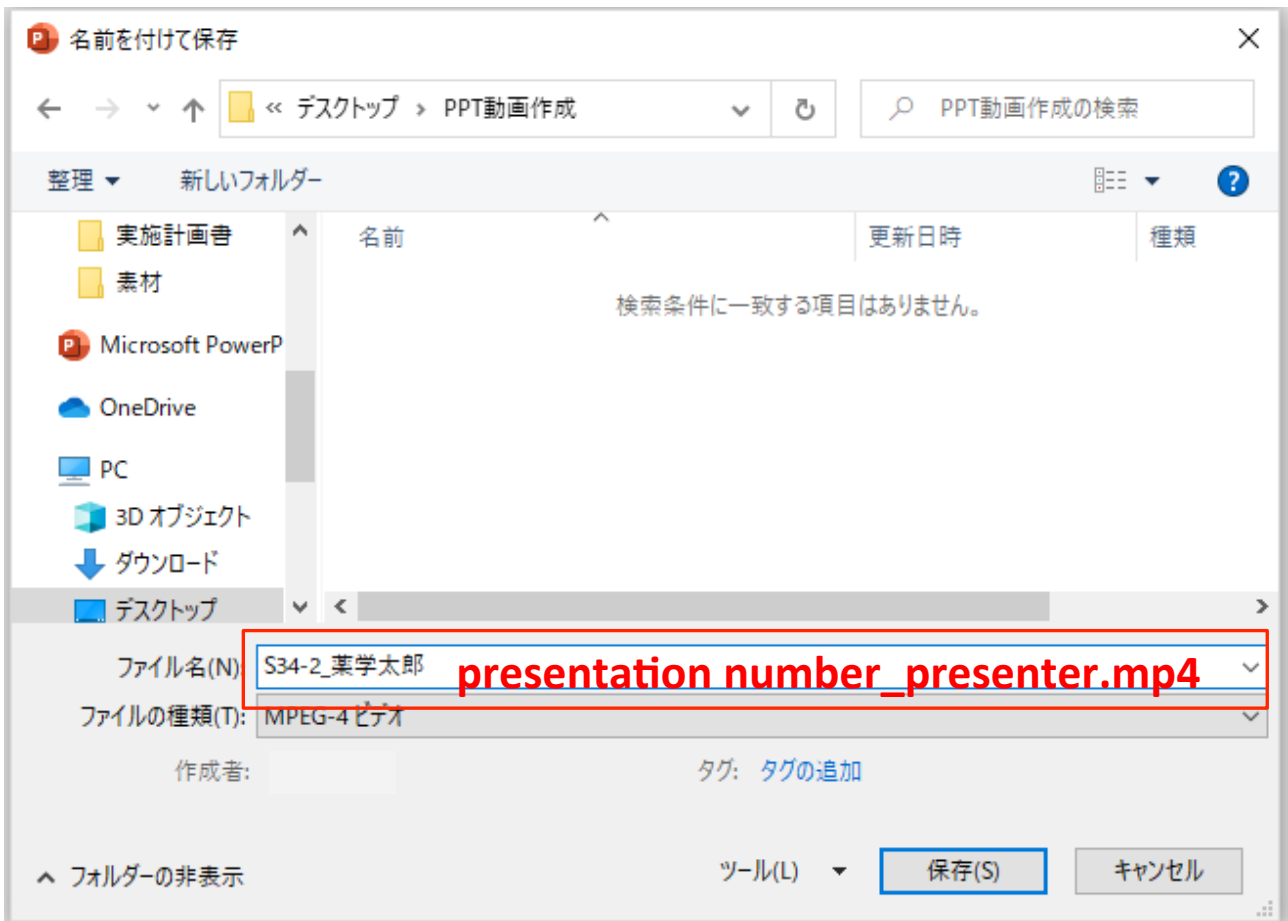 名前を付けて保存
« デスクトップ › PPT動画作成
PPT動画作成の検索
整理
新しいフォルダー
実施計画書
素材
Microsoft PowerP
OneDrive
PC
3D オブジェクト
ダウンロード
デスクトップ
名前
更新日時
種類
検索条件に一致する項目はありません。
ファイル名(N):
S34-2_薬学太郎
presentation number_presenter.mp4
ファイルの種類(T):
MPEG-4 ビデオ
作成者:
タグ:
タグの追加
フォルダーの非表示
ツール(L)
保存(S)
キャンセル